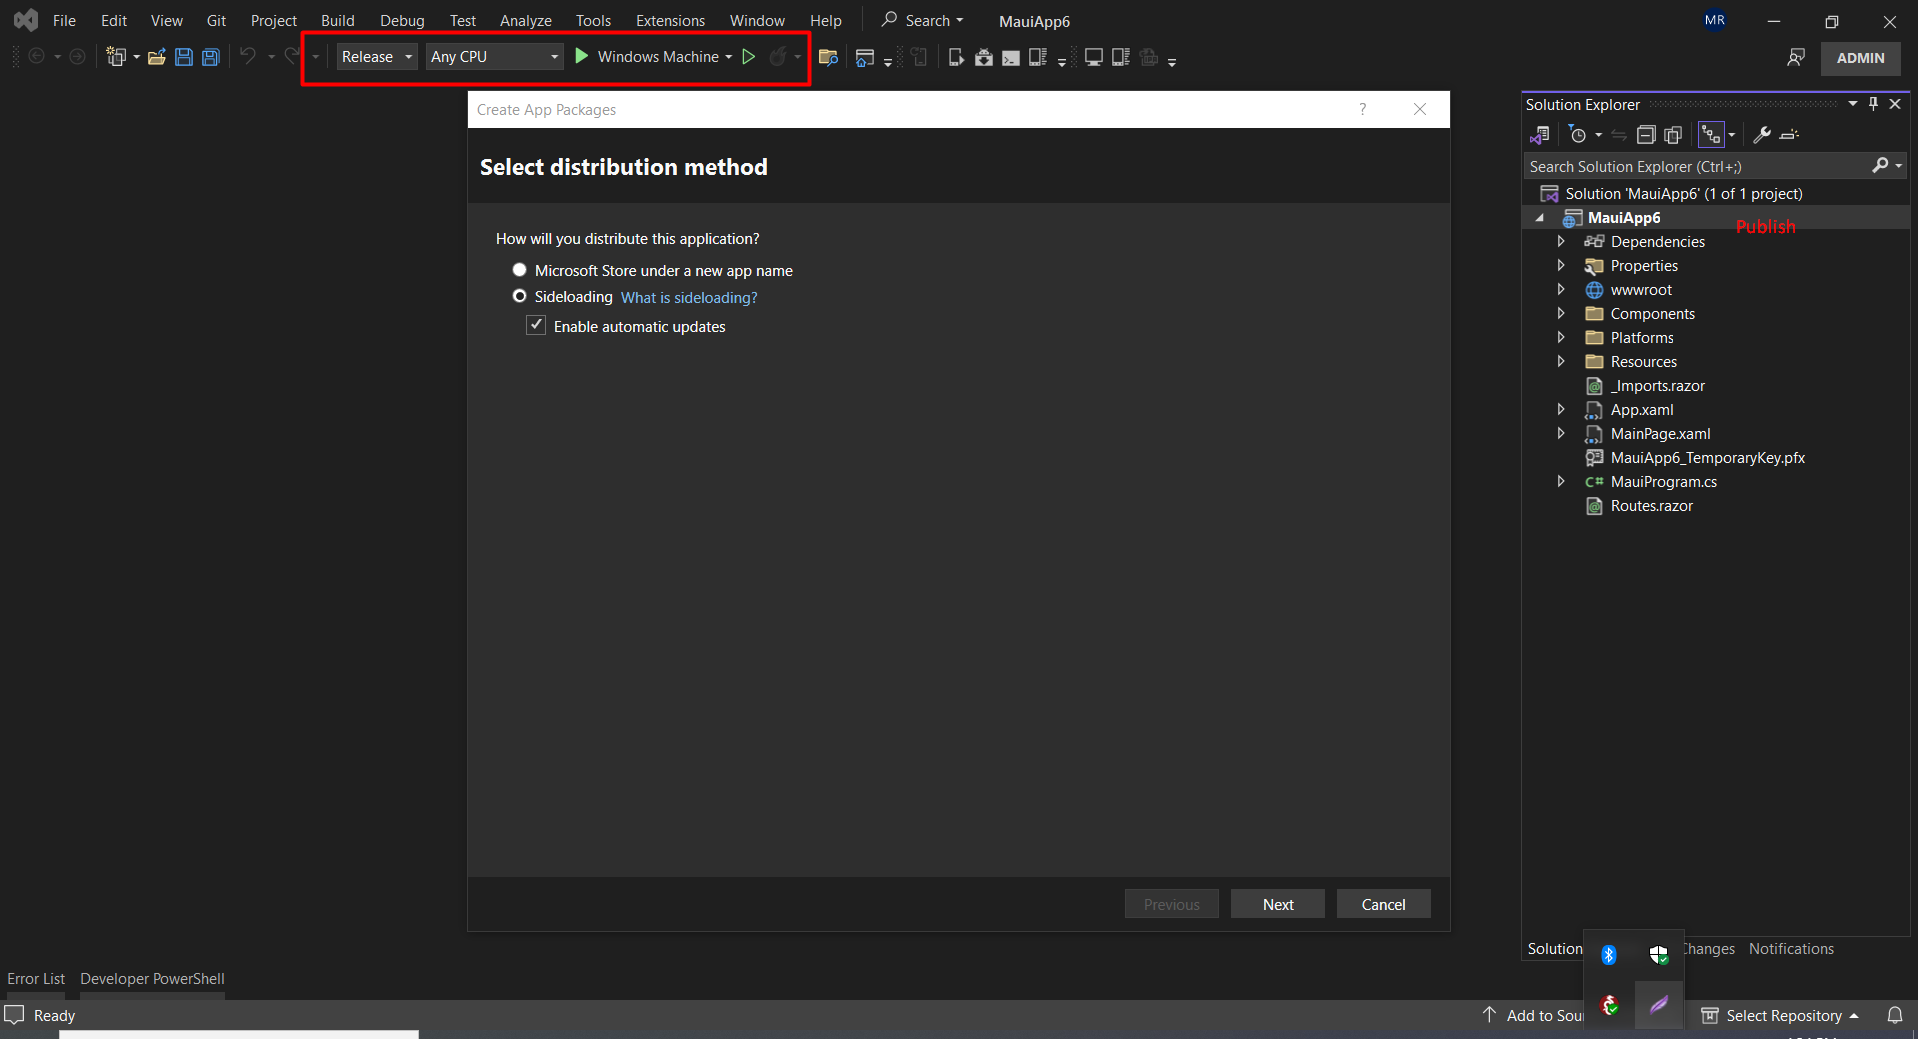 File Edit View Git Project Build Debug Test Analyze Tools Extensions Window Help Search MauiApp6 MR
Release Any CPU Windows Machine ADMIN
Create App Packages ?
Select distribution method
How will you distribute this application?
Microsoft Store under a new app name
Sideloading What is sideloading?
Enable automatic updates
Previous Next Cancel
Solution Explorer
Search Solution Explorer (Ctrl+;)
Solution 'MauiApp6' (1 of 1 project)
MauiApp6
Publish
Dependencies
Properties
wwwroot
Components
Platforms
Resources
_Imports.razor
App.xaml
MainPage.xaml
MauiApp6_TemporaryKey.pfx
C# MauiProgram.cs
Routes.razor
Solution Changes Notifications
Error List Developer PowerShell
Ready Add to Sou Select Repository